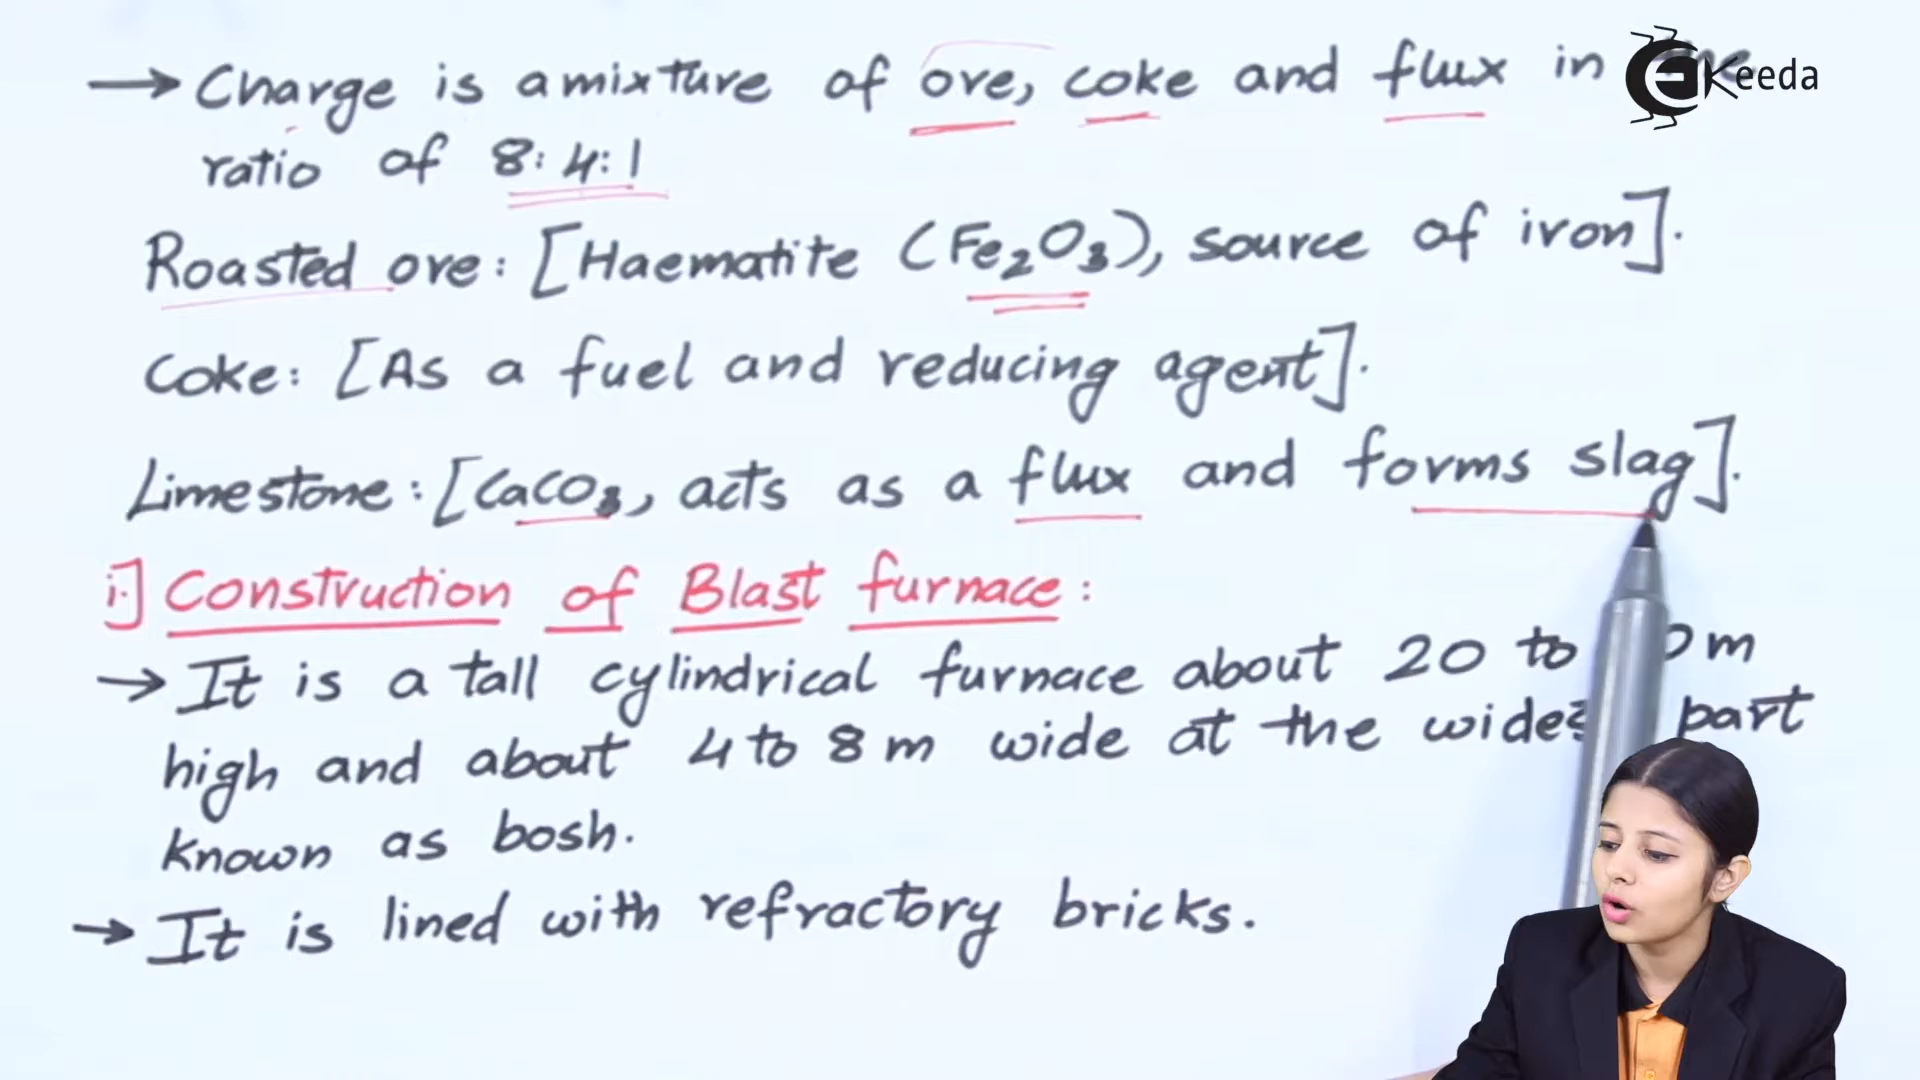 → Charge is a mixture of ore, coke and flux in
EKeeda
ratio of 8:4:1
Roasted ore: [Haematite (Fe₂O₃), source of iron].
Coke: [As a fuel and reducing agent].
Limestone: [CaCO₃, acts as a flux and forms slag].
i.] Construction of Blast furnace:
→ It is a tall cylindrical furnace about 20 to m
high and about 4 to 8 m wide at the part
known as bosh.
→ It is lined with refractory bricks.